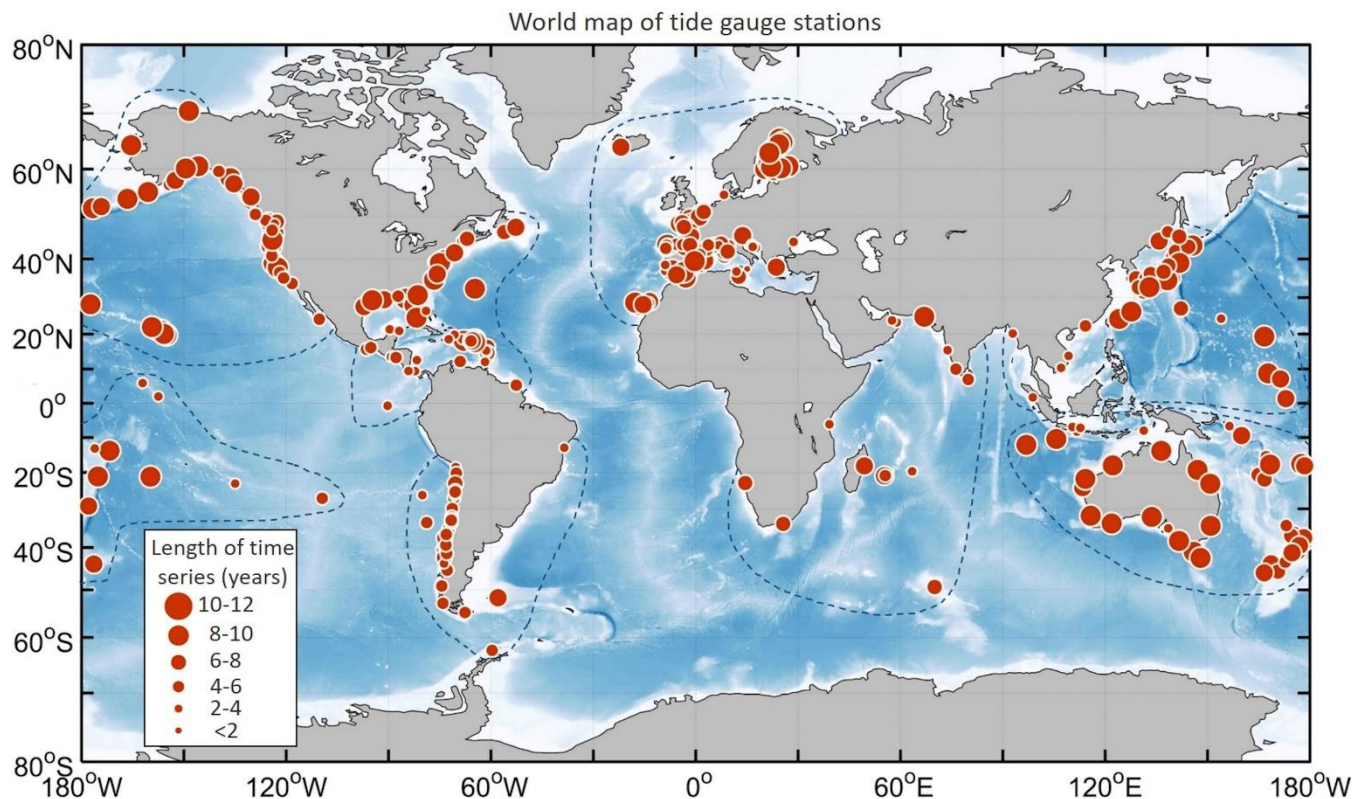 World map of tide gauge stations
80°N
60°N
40°N
20°N
0°
20°S
40°S
60°S
80°S
Length of time
series (years)
10-12
8-10
6-8
4-6
2-4
<2
180°W 120°W 60°W 0° 60°E 120°E 180°W